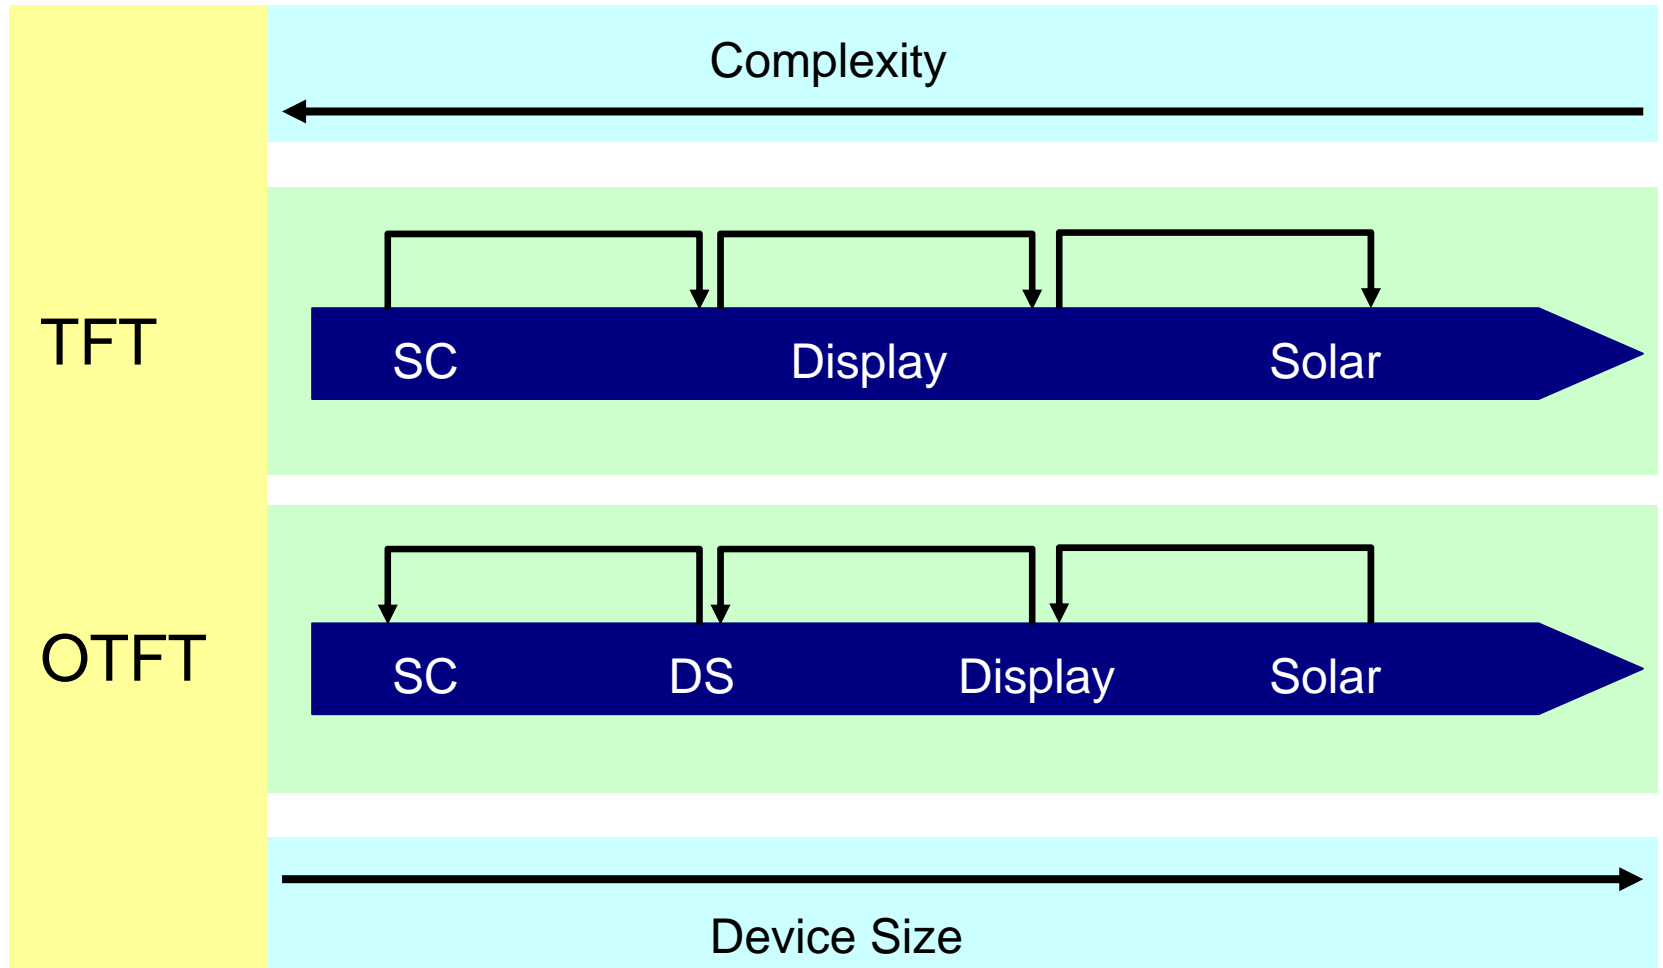 Complexity
TFT
SC Display Solar
OTFT
SC DS Display Solar
Device Size